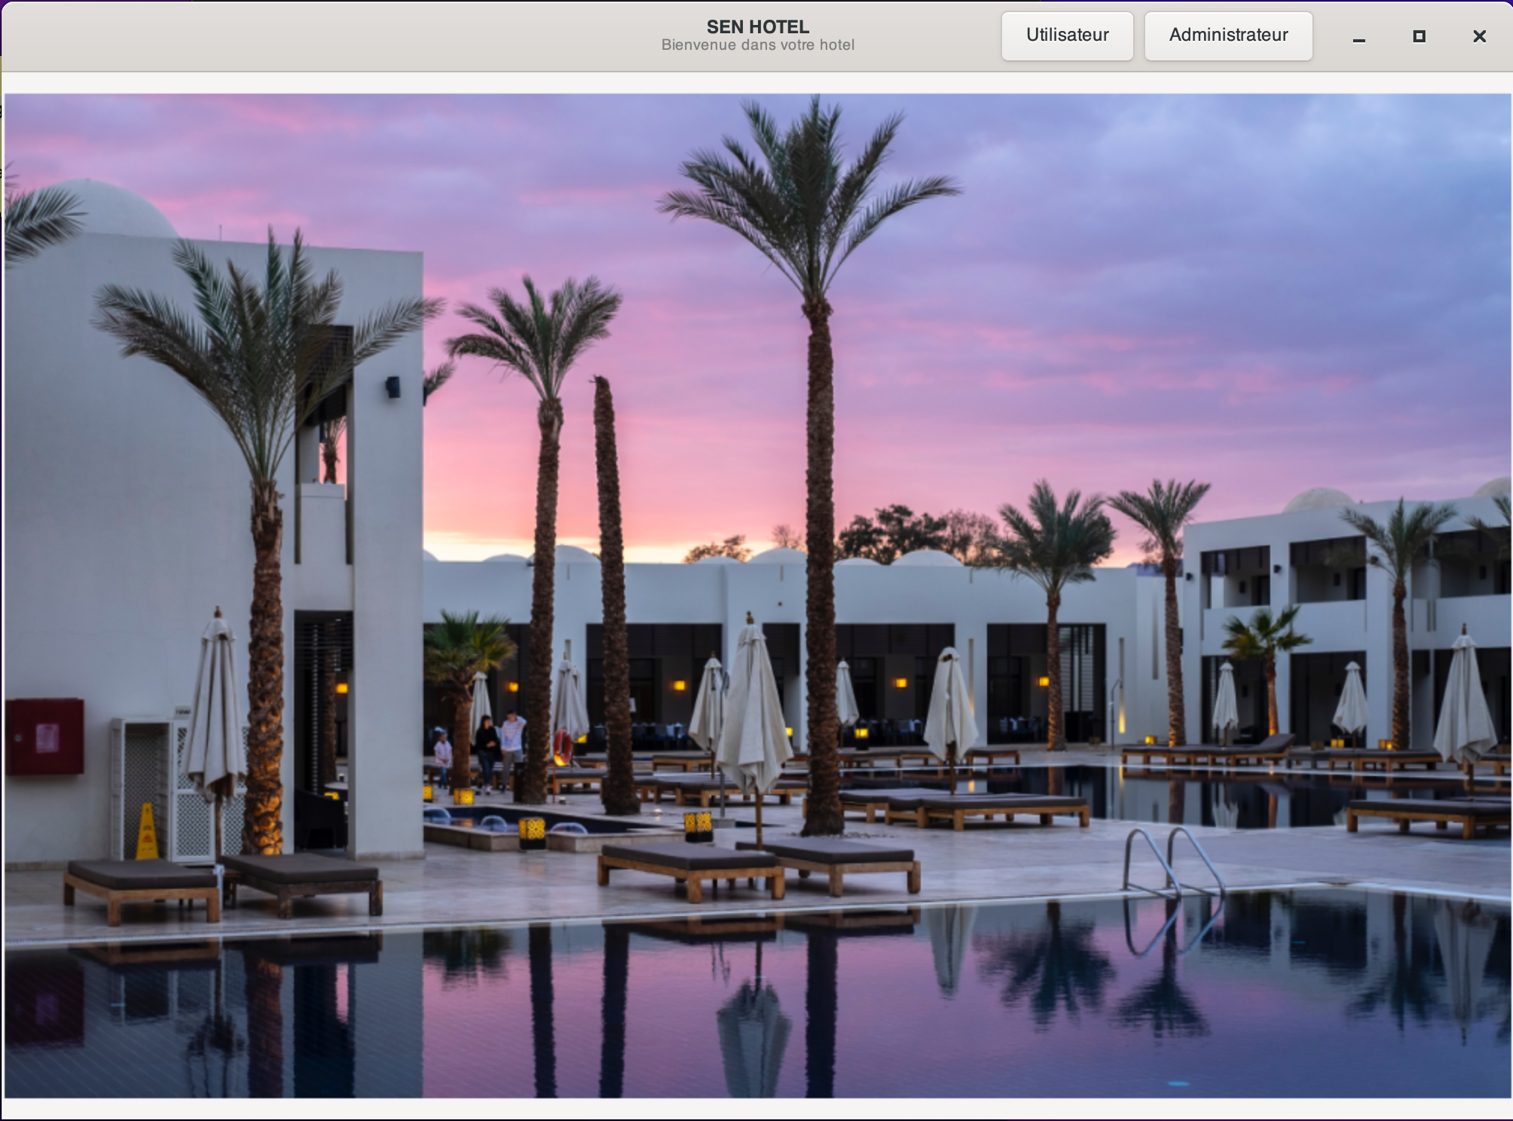 SEN HOTEL
Bienvenue dans votre hotel
Utilisateur
Administrateur